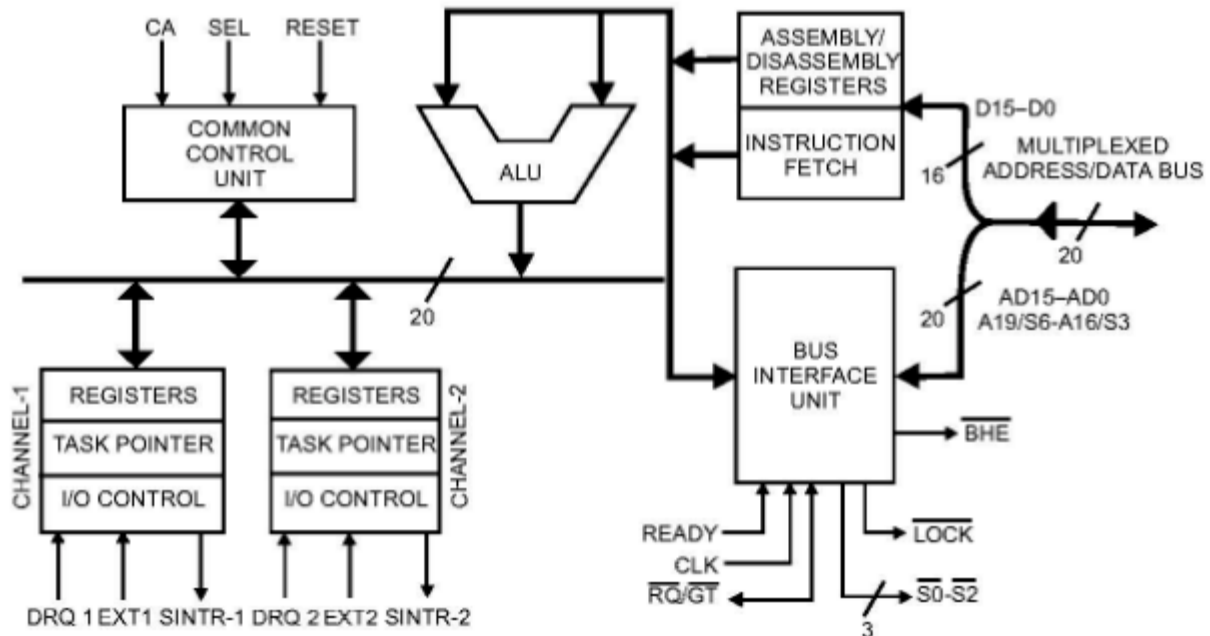 CA SEL RESET
COMMON
CONTROL
UNIT
ALU
ASSEMBLY/
DISASSEMBLY
REGISTERS
INSTRUCTION
FETCH
D15–D0
16
MULTIPLEXED
ADDRESS/DATA BUS
20
20
20
AD15–AD0
A19/S6-A16/S3
BUS
INTERFACE
UNIT
BHE
READY
CLK
RQ/GT
LOCK
S0-S2
3
CHANNEL-1
REGISTERS
TASK POINTER
I/O CONTROL
DRQ 1 EXT1 SINTR-1
CHANNEL-2
REGISTERS
TASK POINTER
I/O CONTROL
DRQ 2 EXT2 SINTR-2